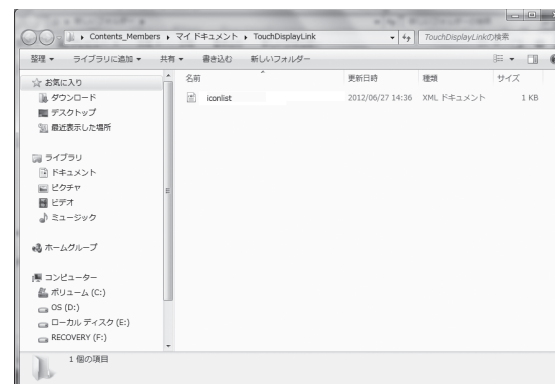 Contents_Members ▸ マイ ドキュメント ▸ TouchDisplayLink
TouchDisplayLinkの検索
整理 ライブラリに追加 共有 書き込む 新しいフォルダー
お気に入り
ダウンロード
デスクトップ
最近表示した場所
ライブラリ
ドキュメント
ピクチャ
ビデオ
ミュージック
ホームグループ
コンピューター
ボリューム (C:)
OS (D:)
ローカル ディスク (E:)
RECOVERY (F:)
名前 更新日時 種類 サイズ
iconlist 2012/06/27 14:36 XML ドキュメント 1 KB
1 個の項目